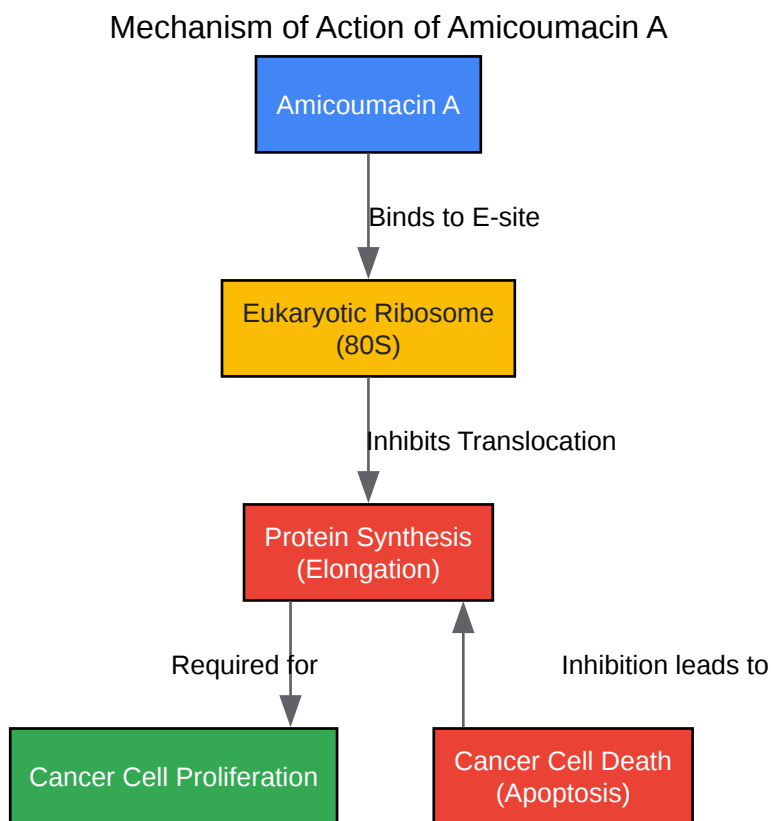 Mechanism of Action of Amicoumacin A
Amicoumacin A
Binds to E-site
Eukaryotic Ribosome
(80S)
Inhibits Translocation
Protein Synthesis
(Elongation)
Required for
Inhibition leads to
Cancer Cell Proliferation
Cancer Cell Death
(Apoptosis)